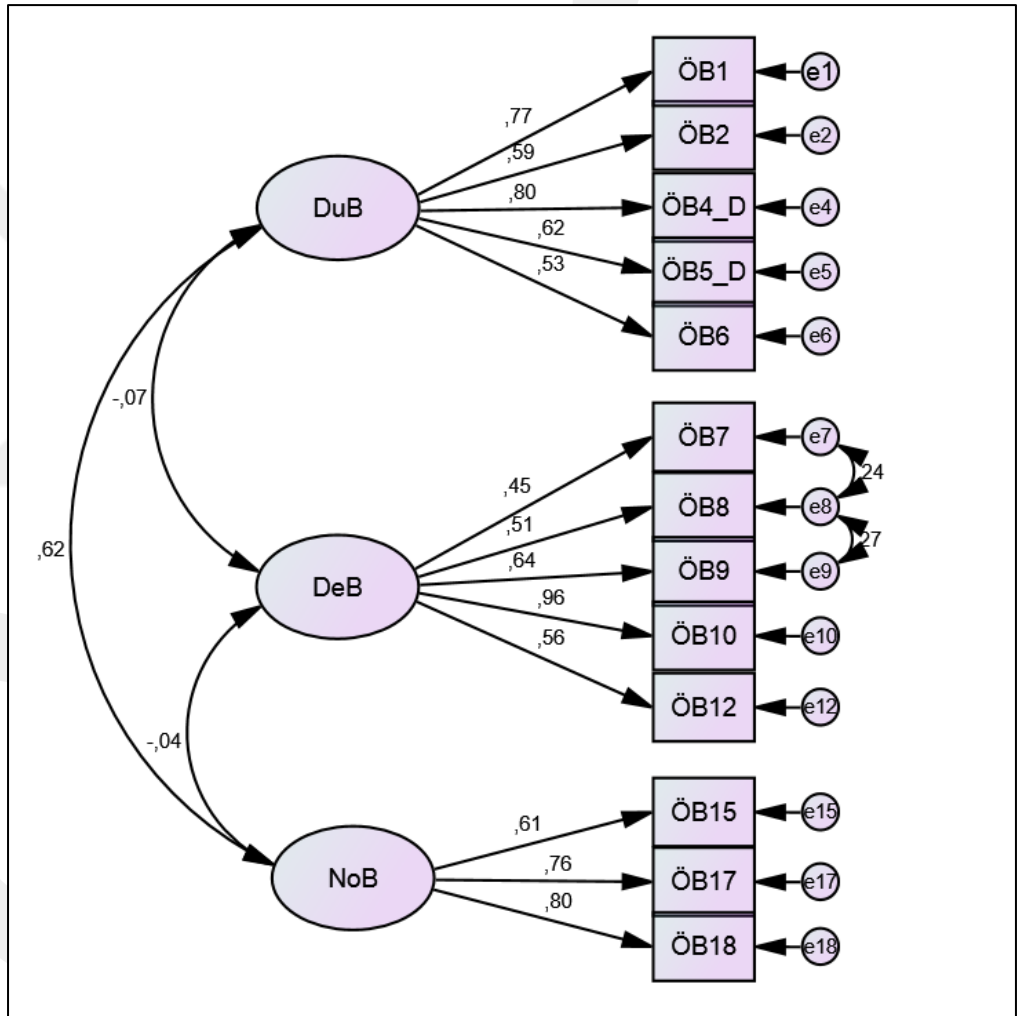 ÖB1
e1
,77
ÖB2
e2
,59
DuB
,80
ÖB4_D
e4
,62
ÖB5_D
e5
,53
ÖB6
e6
-,07
ÖB7
e7
,45
24
ÖB8
e8
,51
27
,62
,64
ÖB9
e9
DeB
,96
ÖB10
e10
,56
ÖB12
e12
-,04
ÖB15
e15
,61
NoB
,76
ÖB17
e17
,80
ÖB18
e18